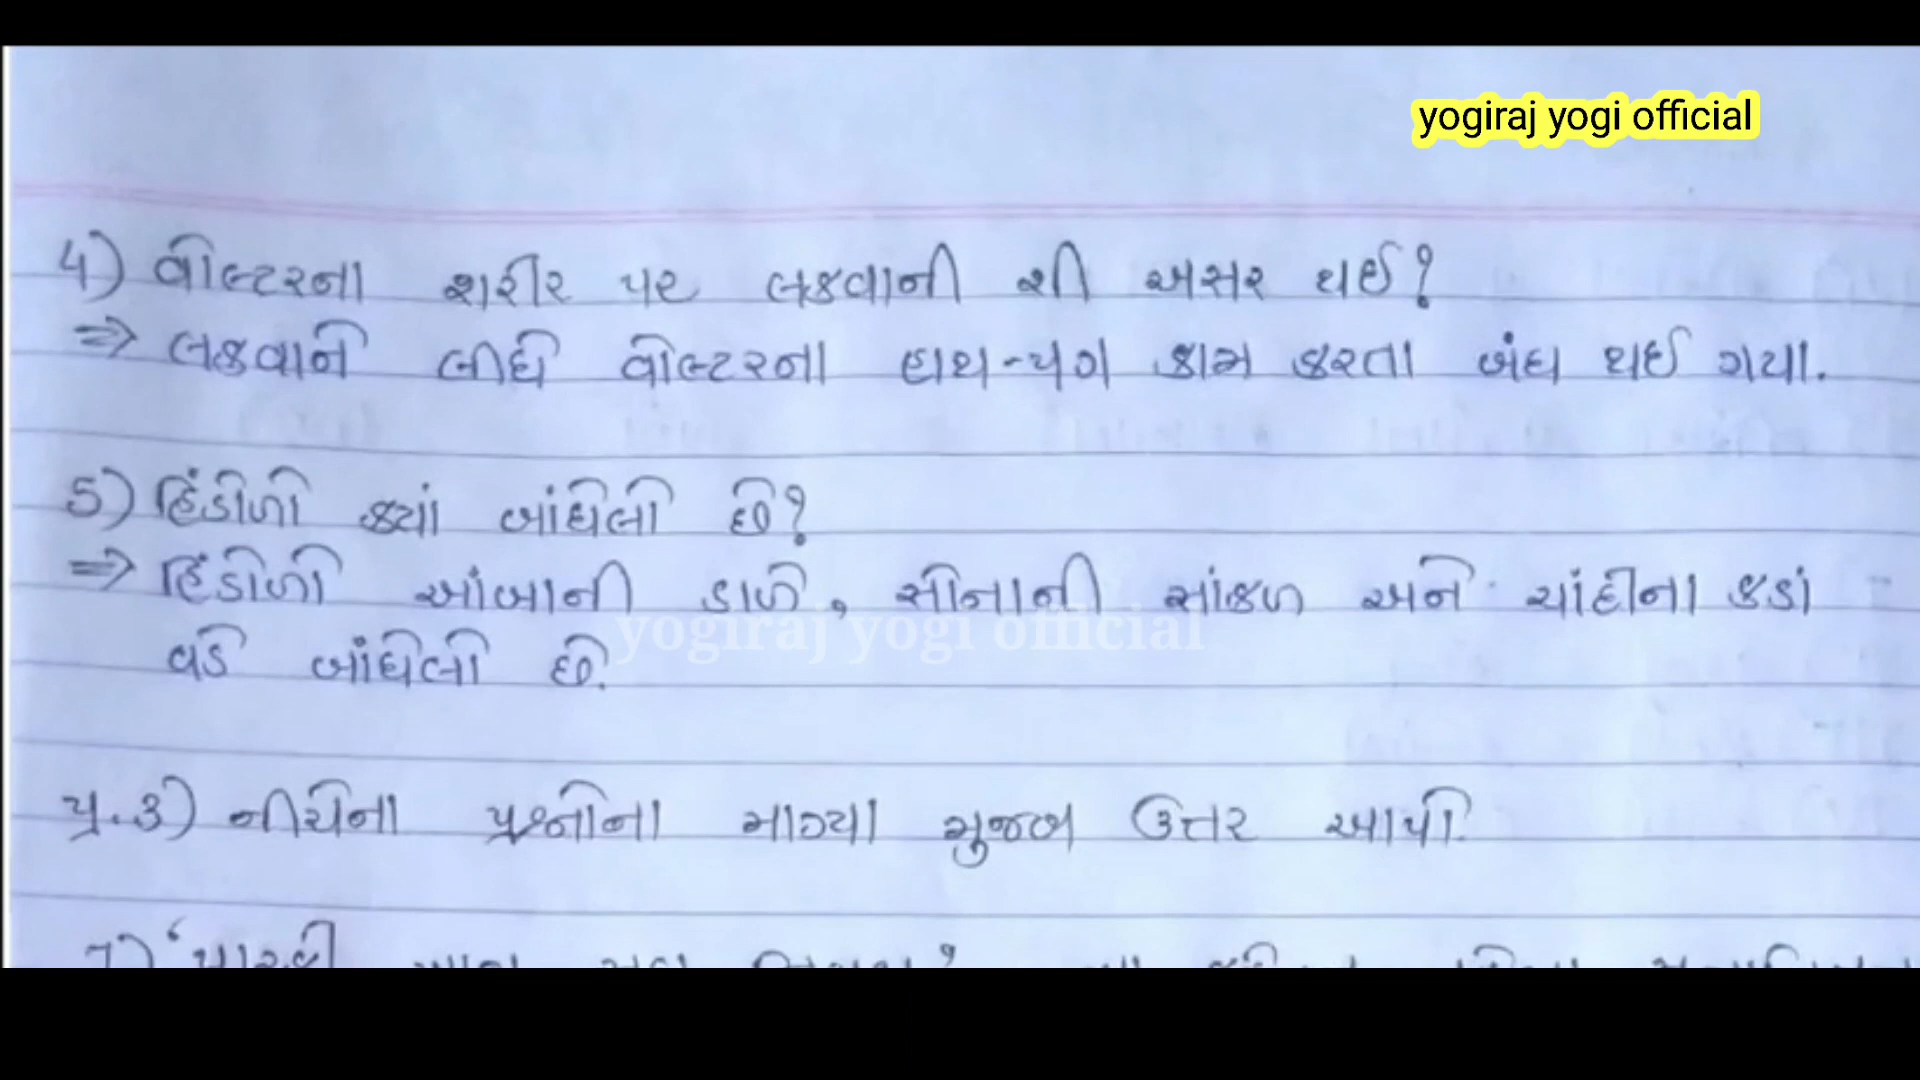 yogiraj yogi official
4) વોલ્ટરના શરીર પર લકવાની શી અસર થઈ?
⇒ લકવાને લીધે વોલ્ટરના હાથ-પગ કામ કરતા બંધ થઈ ગયા.
5) હિંડોળો કયાં બાંધેલો છે?
⇒ હિંડોળો આંબાની ડાળે, સોનાની સાંકળ અને ચાંદીના કડાં
yogiraj yogi official
વડે બાંધેલો છે.
પ્ર.3) નીચેના પ્રશ્નોના માગ્યા મુજબ ઉત્તર આપો.